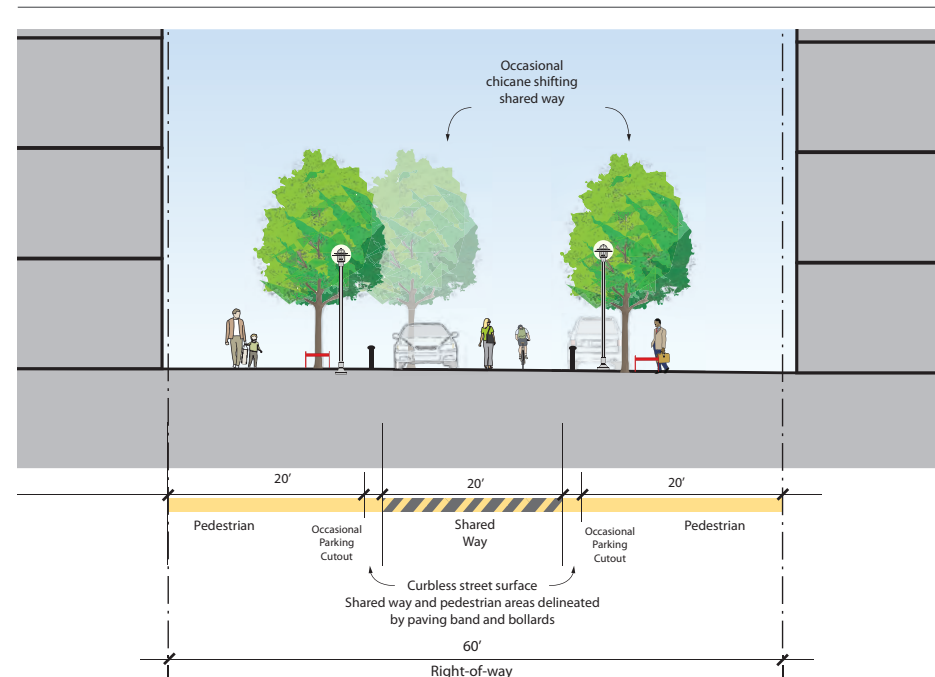 Occasional
chicane shifting
shared way
20’
20’
20’
Pedestrian
Occasional
Parking
Cutout
Shared
Way
Occasional
Parking
Cutout
Pedestrian
Curbless street surface
Shared way and pedestrian areas delineated
by paving band and bollards
60’
Right-of-way